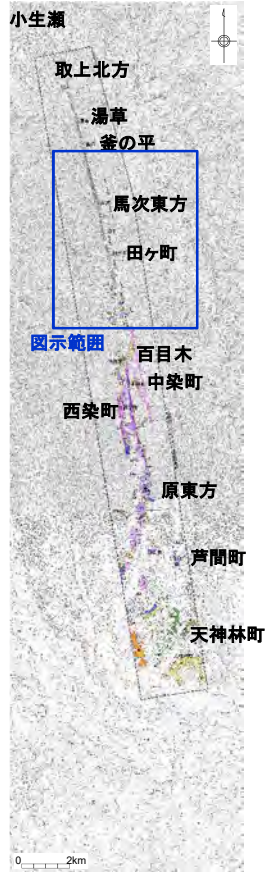 小生瀬
取上北方
湯草
釜の平
馬次東方
田ヶ町
図示範囲
百目木
中染町
西染町
原東方
芦間町
天神林町
0 2km